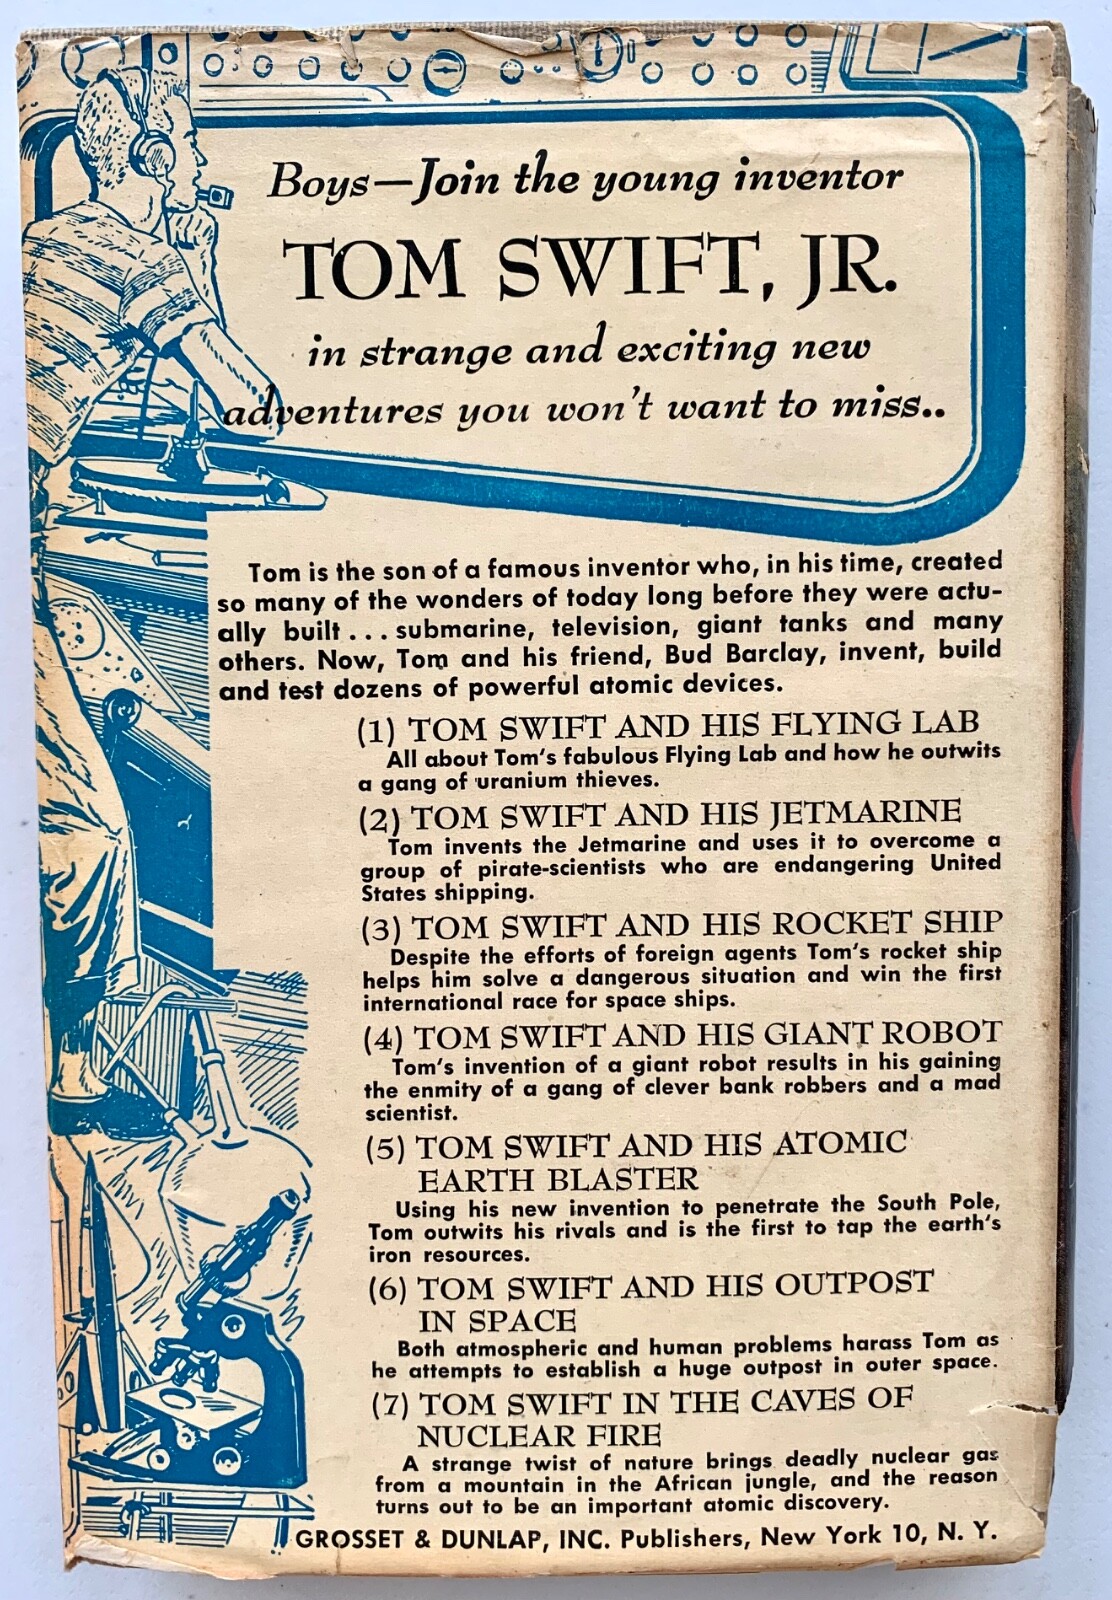 Boys—Join the young inventor
TOM SWIFT, JR.
in strange and exciting new
adventures you won't want to miss..
Tom is the son of a famous inventor who, in his time, created
so many of the wonders of today long before they were actu-
ally built ... submarine, television, giant tanks and many
others. Now, Tom and his friend, Bud Barclay, invent, build
and test dozens of powerful atomic devices.
(1) TOM SWIFT AND HIS FLYING LAB
All about Tom's fabulous Flying Lab and how he outwits
a gang of uranium thieves.
(2) TOM SWIFT AND HIS JETMARINE
Tom invents the Jetmarine and uses it to overcome a
group of pirate-scientists who are endangering United
States shipping.
(3) TOM SWIFT AND HIS ROCKET SHIP
Despite the efforts of foreign agents Tom's rocket ship
helps him solve a dangerous situation and win the first
international race for space ships.
(4) TOM SWIFT AND HIS GIANT ROBOT
Tom's invention of a giant robot results in his gaining
the enmity of a gang of clever bank robbers and a mad
scientist.
(5) TOM SWIFT AND HIS ATOMIC
EARTH BLASTER
Using his new invention to penetrate the South Pole,
Tom outwits his rivals and is the first to tap the earth's
iron resources.
(6) TOM SWIFT AND HIS OUTPOST
IN SPACE
Both atmospheric and human problems harass Tom as
he attempts to establish a huge outpost in outer space.
(7) TOM SWIFT IN THE CAVES OF
NUCLEAR FIRE
A strange twist of nature brings deadly nuclear gas
from a mountain in the African jungle, and the reason
turns out to be an important atomic discovery.
GROSSET & DUNLAP, INC. Publishers, New York 10, N. Y.